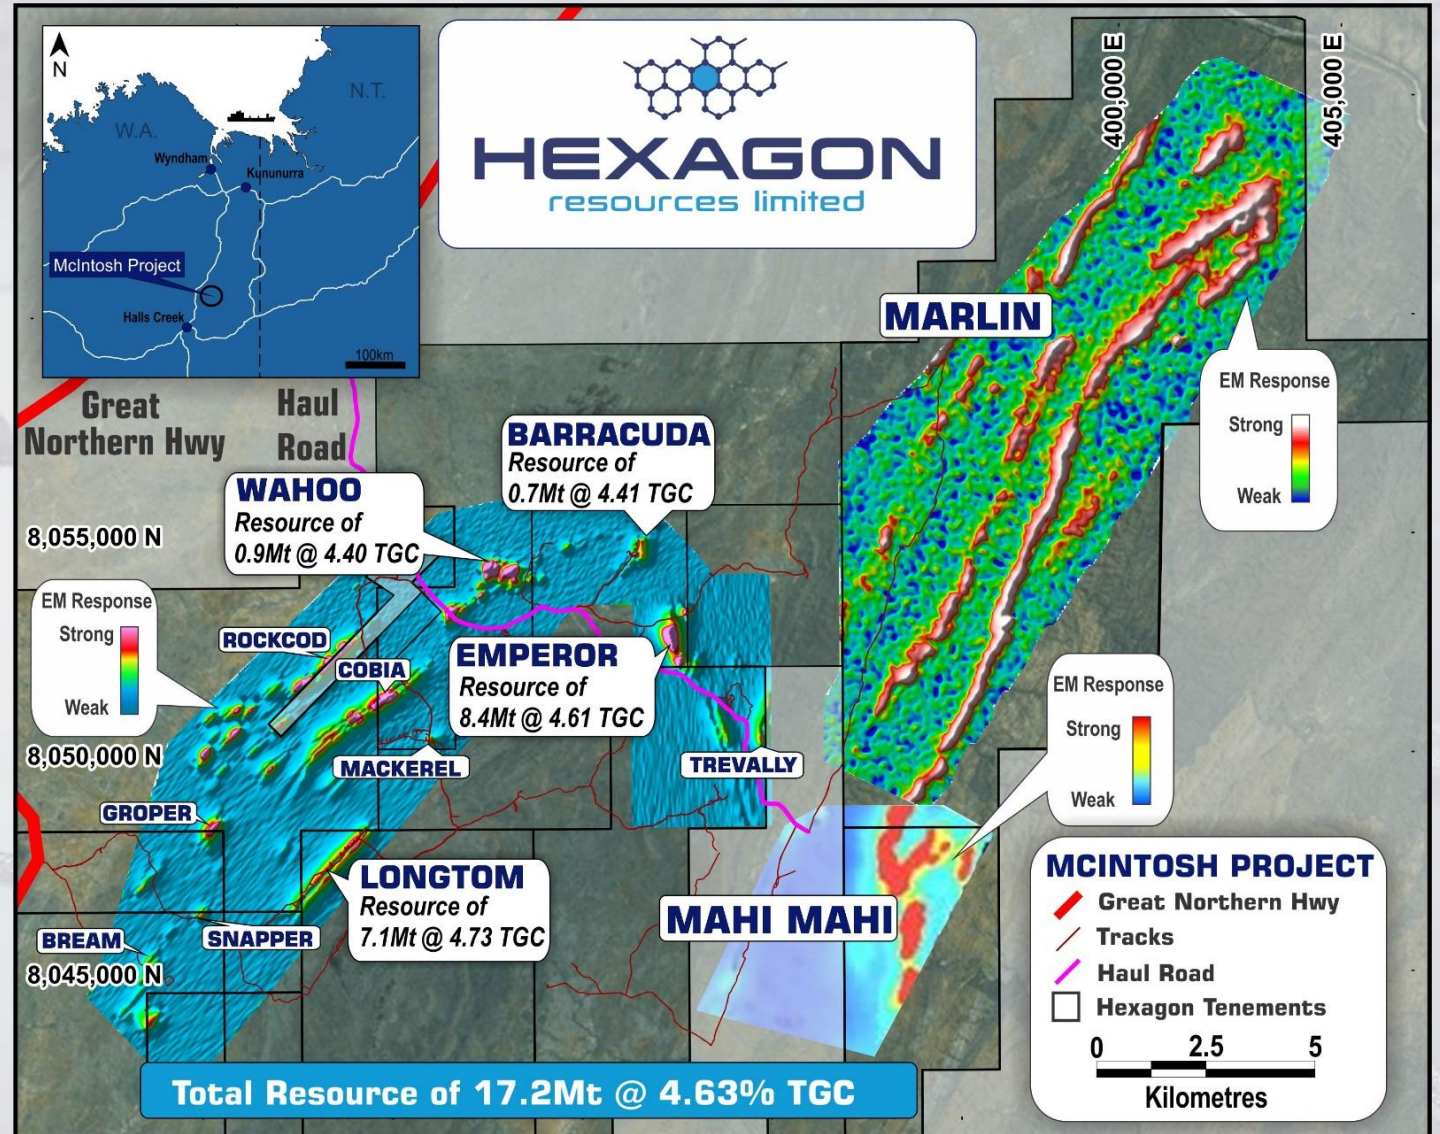 N
W.A.
N.T.
Wyndham
Kununurra
McIntosh Project
Halls Creek
100km
HEXAGON
resources limited
400,000 E
405,000 E
MARLIN
EM Response
Strong
Weak
Great
Northern Hwy
Haul
Road
BARRACUDA
Resource of
0.7Mt @ 4.41 TGC
WAHOO
Resource of
0.9Mt @ 4.40 TGC
8,055,000 N
EM Response
Strong
Weak
ROCKCOD
COBIA
EMPEROR
Resource of
8.4Mt @ 4.61 TGC
8,050,000 N
MACKEREL
TREVALLY
EM Response
Strong
Weak
GROPER
LONGTOM
Resource of
7.1Mt @ 4.73 TGC
MAHI MAHI
BREAM
SNAPPER
8,045,000 N
MCINTOSH PROJECT
Great Northern Hwy
Tracks
Haul Road
Hexagon Tenements
0 2.5 5
Kilometres
Total Resource of 17.2Mt @ 4.63% TGC